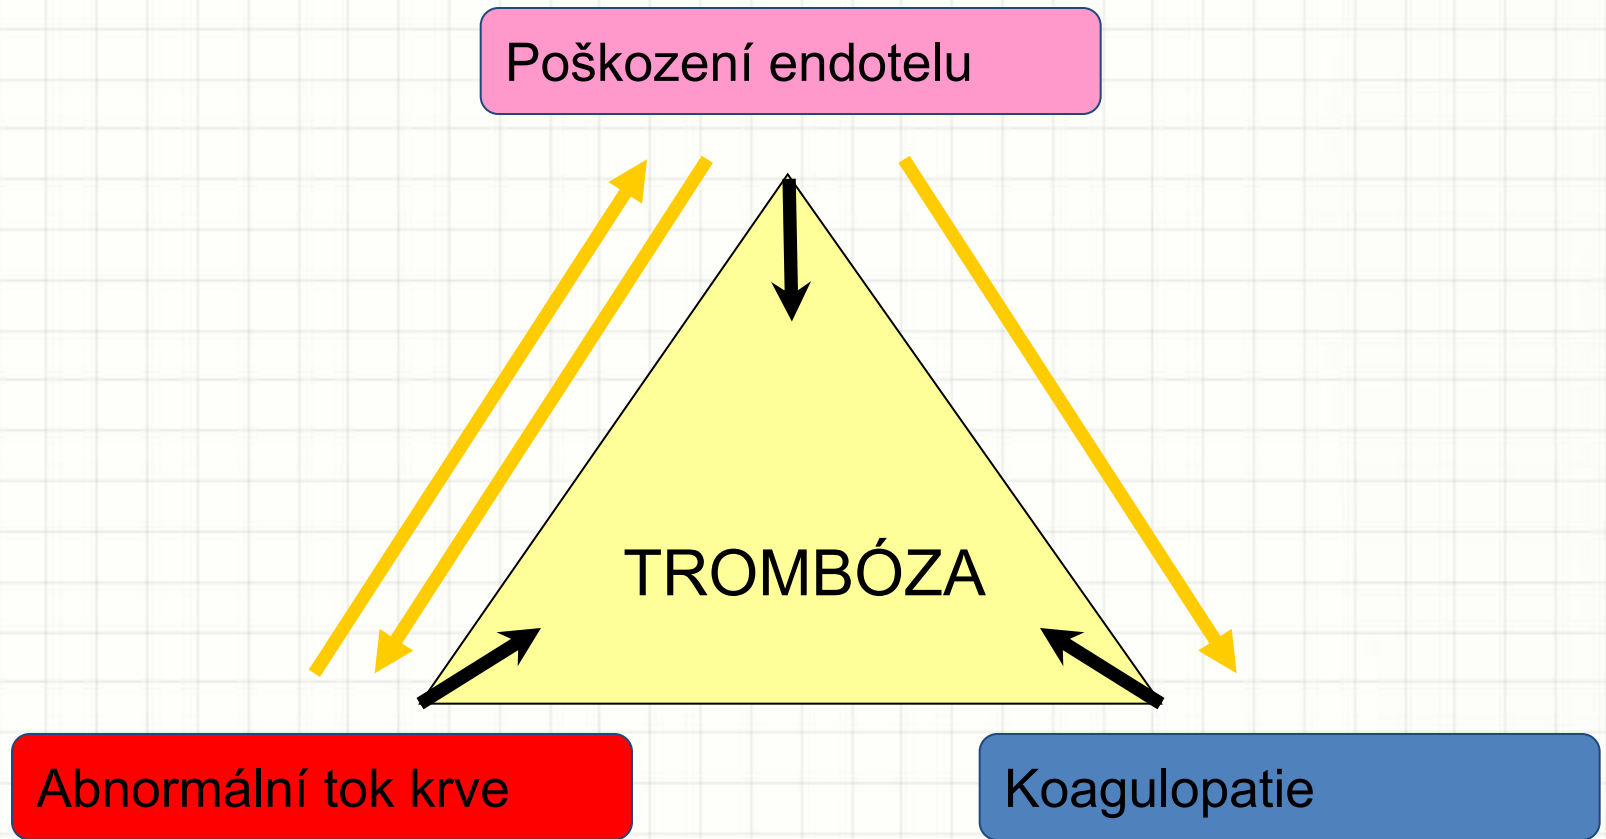 Poškození endotelu
TROMBÓZA
Abnormální tok krve
Koagulopatie